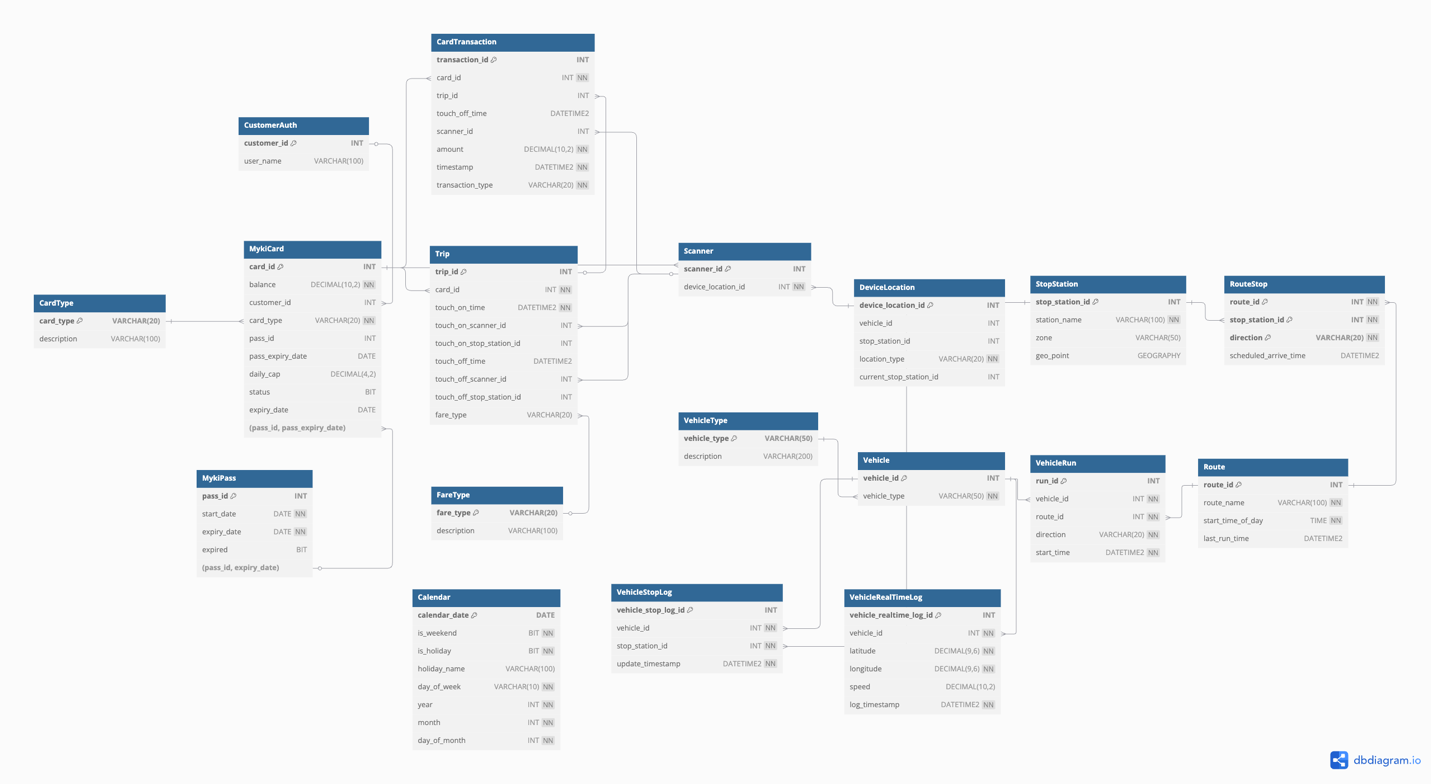 CardTransaction
transaction_id INT
card_id INT NN
trip_id INT
touch_off_time DATETIME2
scanner_id INT
amount DECIMAL(10,2) NN
timestamp DATETIME2 NN
transaction_type VARCHAR(20) NN
CustomerAuth
customer_id INT
user_name VARCHAR(100)
MykiCard
card_id INT
balance DECIMAL(10,2) NN
customer_id INT
card_type VARCHAR(20) NN
pass_id INT
pass_expiry_date DATE
daily_cap DECIMAL(4,2)
status BIT
expiry_date DATE
(pass_id, pass_expiry_date)
Trip
trip_id INT
card_id INT NN
touch_on_time DATETIME2 NN
touch_on_scanner_id INT
touch_on_stop_station_id INT
touch_off_time DATETIME2
touch_off_scanner_id INT
touch_off_stop_station_id INT
fare_type VARCHAR(20)
Scanner
scanner_id INT
device_location_id INT NN
CardType
card_type VARCHAR(20)
description VARCHAR(100)
DeviceLocation
device_location_id INT
vehicle_id INT
stop_station_id INT
location_type VARCHAR(20) NN
current_stop_station_id INT
StopStation
stop_station_id INT
station_name VARCHAR(100) NN
zone VARCHAR(50)
geo_point GEOGRAPHY
RouteStop
route_id INT NN
stop_station_id INT NN
direction VARCHAR(20) NN
scheduled_arrive_time DATETIME2
VehicleType
vehicle_type VARCHAR(50)
description VARCHAR(200)
Vehicle
vehicle_id INT
vehicle_type VARCHAR(50) NN
VehicleRun
run_id INT
vehicle_id INT NN
route_id INT NN
direction VARCHAR(20) NN
start_time DATETIME2 NN
Route
route_id INT
route_name VARCHAR(100) NN
start_time_of_day TIME NN
last_run_time DATETIME2
MykiPass
pass_id INT
start_date DATE NN
expiry_date DATE NN
expired BIT
(pass_id, expiry_date)
FareType
fare_type VARCHAR(20)
description VARCHAR(100)
Calendar
calendar_date DATE
is_weekend BIT NN
is_holiday BIT NN
holiday_name VARCHAR(100)
day_of_week VARCHAR(10) NN
year INT NN
month INT NN
day_of_month INT NN
VehicleStopLog
vehicle_stop_log_id INT
vehicle_id INT NN
stop_station_id INT NN
update_timestamp DATETIME2 NN
VehicleRealTimeLog
vehicle_realtime_log_id INT
vehicle_id INT NN
latitude DECIMAL(9,6) NN
longitude DECIMAL(9,6) NN
speed DECIMAL(10,2)
log_timestamp DATETIME2 NN
dbdiagram.io